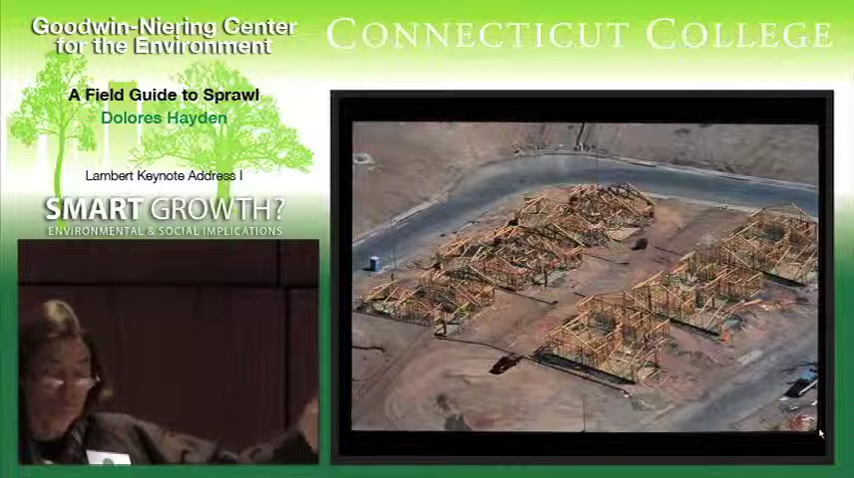 Goodwin-Niering Center
for the Environment
CONNECTICUT COLLEGE
A Field Guide to Sprawl
Dolores Hayden
Lambert Keynote Address I
SMART GROWTH?
ENVIRONMENTAL & SOCIAL IMPLICATIONS